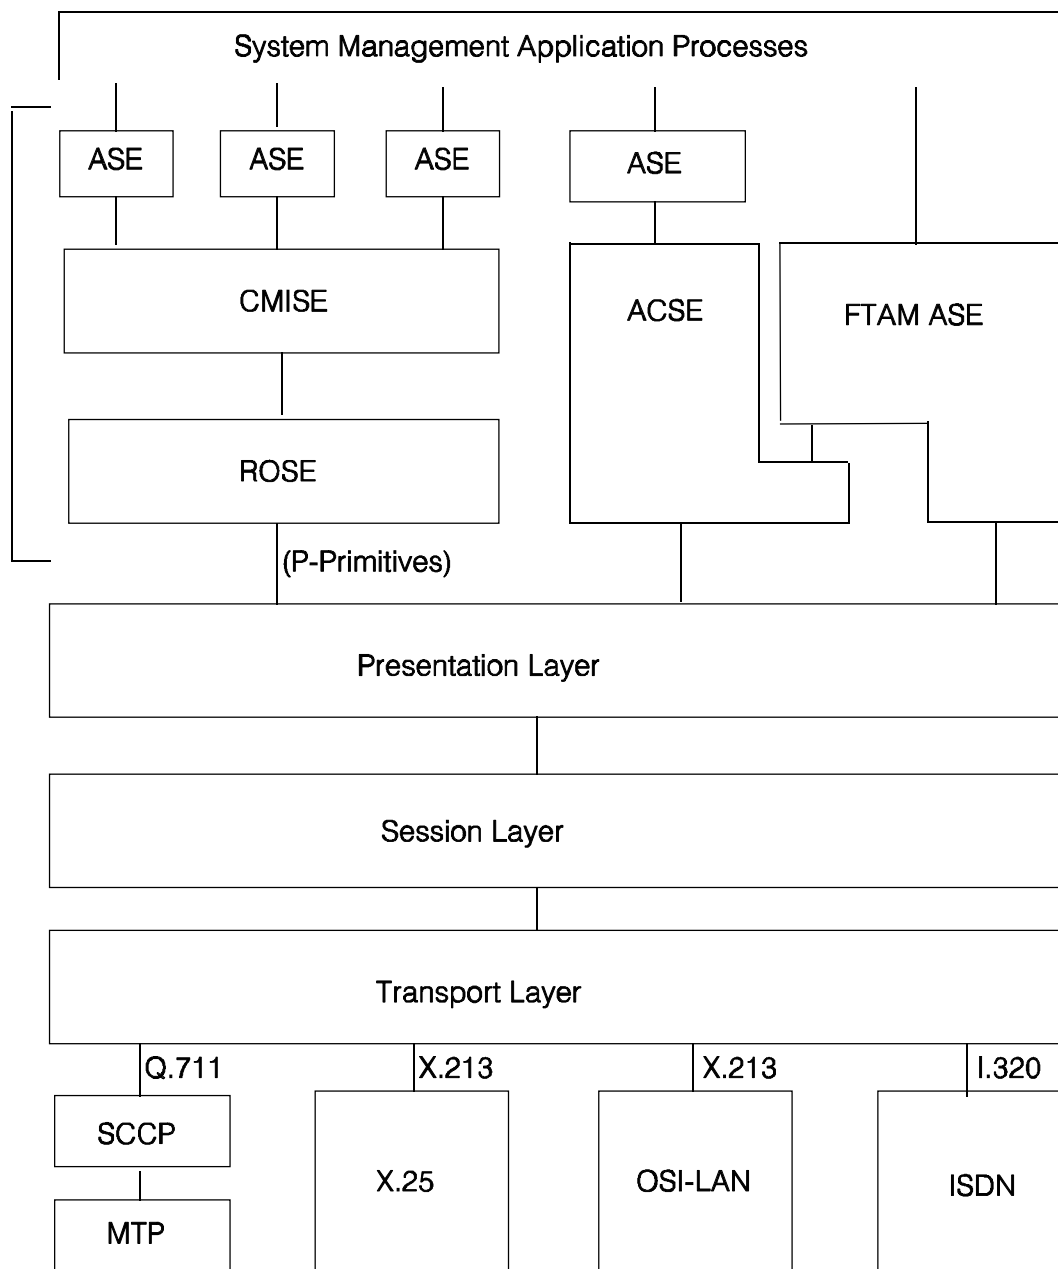 System Management Application Processes
ASE
ASE
ASE
ASE
CMISE
ACSE
FTAM ASE
ROSE
(P-Primitives)
Presentation Layer
Session Layer
Transport Layer
Q.711
X.213
X.213
I.320
SCCP
X.25
OSI-LAN
ISDN
MTP